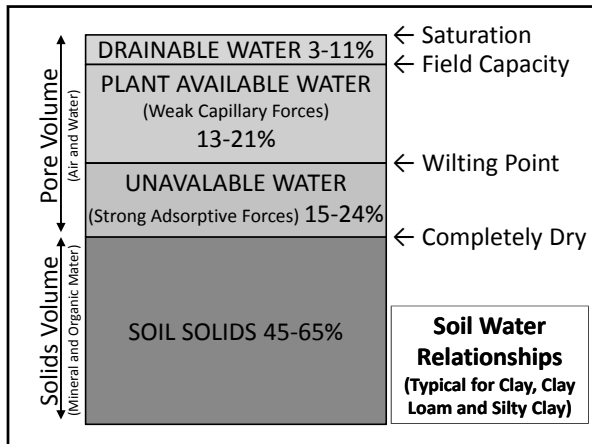 DRAINABLE WATER 3-11%
PLANT AVAILABLE WATER
(Weak Capillary Forces)
13-21%
UNAVALABLE WATER
(Strong Adsorptive Forces) 15-24%
SOIL SOLIDS 45-65%
Pore Volume
(Air and Water)
Solids Volume
(Mineral and Organic Mater)
← Saturation
← Field Capacity
← Wilting Point
← Completely Dry
Soil Water
Relationships
(Typical for Clay, Clay
Loam and Silty Clay)